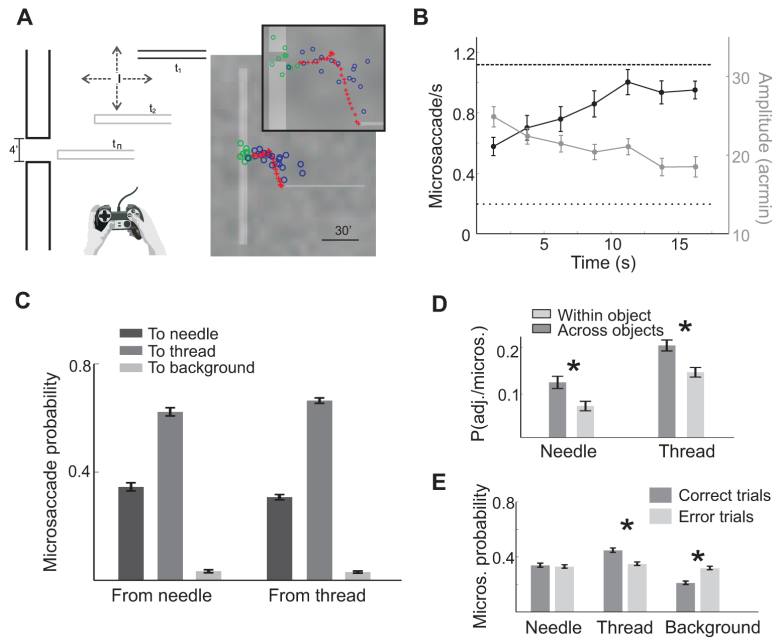 A
t₁
t₂
4'
tn
30'
B
1.2
0.8
0.4
0
Microsaccade/s
5
10
15
Time (s)
30
20
10
Amplitude (acrmin)
C
To needle
To thread
To background
0.8
0.4
Microsaccade probability
From needle
From thread
D
Within object
Across objects
0.2
0.1
P(adj./micros.)
*
*
Needle
Thread
E
0.8
0.4
Micros. probability
Correct trials
Error trials
*
*
Needle
Thread
Background